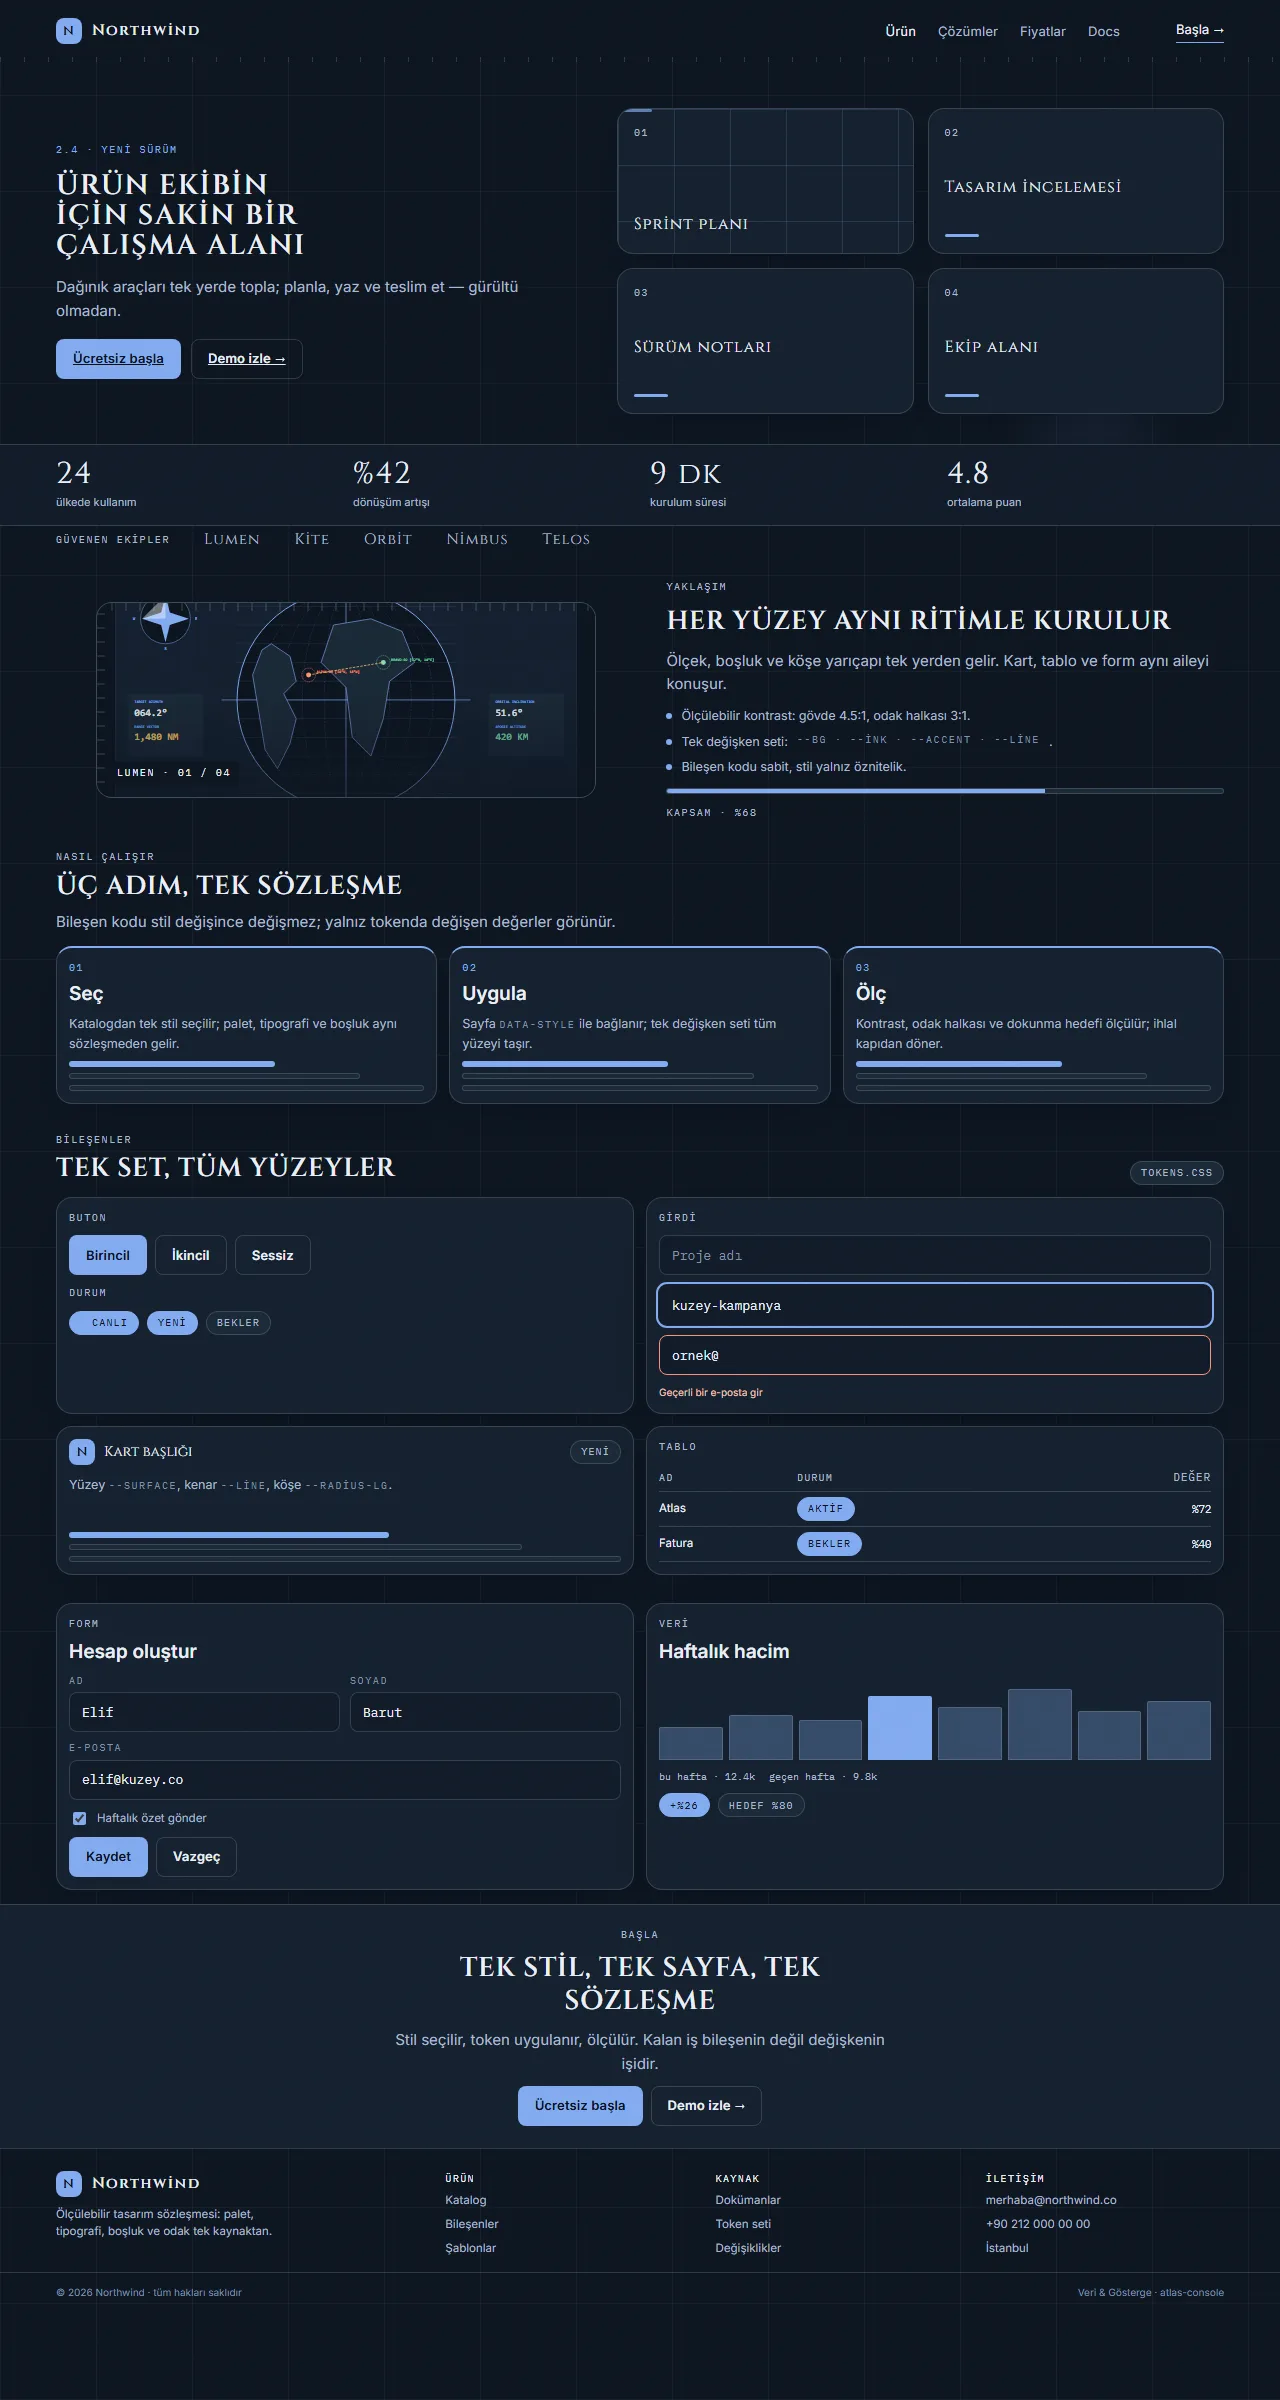 N Northwind
Ürün Çözümler Fiyatlar Docs Başla →
2.4 · YENİ SÜRÜM
ÜRÜN EKİBİN
İÇİN SAKİN BİR
ÇALIŞMA ALANI
Dağınık araçları tek yerde topla; planla, yaz ve teslim et — gürültü
olmadan.
Ücretsiz başla Demo izle →
01
Sprint planı
02
Tasarım incelemesi
03
Sürüm notları
04
Ekip alanı
24
ülkede kullanım
%42
dönüşüm artışı
9 dk
kurulum süresi
4.8
ortalama puan
GÜVENEN EKİPLER Lumen Kite Orbit Nimbus Telos
064.2°
1,480 NM
51.6°
420 KM
LUMEN · 01 / 04
YAKLAŞIM
HER YÜZEY AYNI RİTİMLE KURULUR
Ölçek, boşluk ve köşe yarıçapı tek yerden gelir. Kart, tablo ve form aynı aileyi
konuşur.
Ölçülebilir kontrast: gövde 4.5:1, odak halkası 3:1.
Tek değişken seti: --BG · --İNK · --ACCENT · --LİNE .
Bileşen kodu sabit, stil yalnız öznitelik.
KAPSAM · %68
NASIL ÇALIŞIR
ÜÇ ADIM, TEK SÖZLEŞME
Bileşen kodu stil değişince değişmez; yalnız tokenda değişen değerler görünür.
01
Seç
Katalogdan tek stil seçilir; palet, tipografi ve boşluk aynı
sözleşmeden gelir.
02
Uygula
Sayfa DATA-STYLE ile bağlanır; tek değişken seti tüm
yüzeyi taşır.
03
Ölç
Kontrast, odak halkası ve dokunma hedefi ölçülür; ihlal
kapıdan döner.
BİLEŞENLER
TEK SET, TÜM YÜZEYLER
TOKENS.CSS
BUTON
Birincil İkincil Sessiz
DURUM
CANLI YENİ BEKLER
GİRDİ
Proje adı
kuzey-kampanya
ornek@
Geçerli bir e-posta gir
N Kart başlığı YENİ
Yüzey --SURFACE, kenar --LİNE, köşe --RADİUS-LG.
TABLO
AD DURUM DEĞER
Atlas AKTİF %72
Fatura BEKLER %40
FORM
Hesap oluştur
AD SOYAD
Elif Barut
E-POSTA
elif@kuzey.co
Haftalık özet gönder
Kaydet Vazgeç
VERİ
Haftalık hacim
bu hafta · 12.4k geçen hafta · 9.8k
+%26 HEDEF %80
BAŞLA
TEK STİL, TEK SAYFA, TEK
SÖZLEŞME
Stil seçilir, token uygulanır, ölçülür. Kalan iş bileşenin değil değişkenin
işidir.
Ücretsiz başla Demo izle →
N Northwind
Ölçülebilir tasarım sözleşmesi: palet,
tipografi, boşluk ve odak tek kaynaktan.
ÜRÜN
Katalog
Bileşenler
Şablonlar
KAYNAK
Dokümanlar
Token seti
Değişiklikler
İLETİŞİM
merhaba@northwind.co
+90 212 000 00 00
İstanbul
© 2026 Northwind · tüm hakları saklıdır
Veri & Gösterge · atlas-console